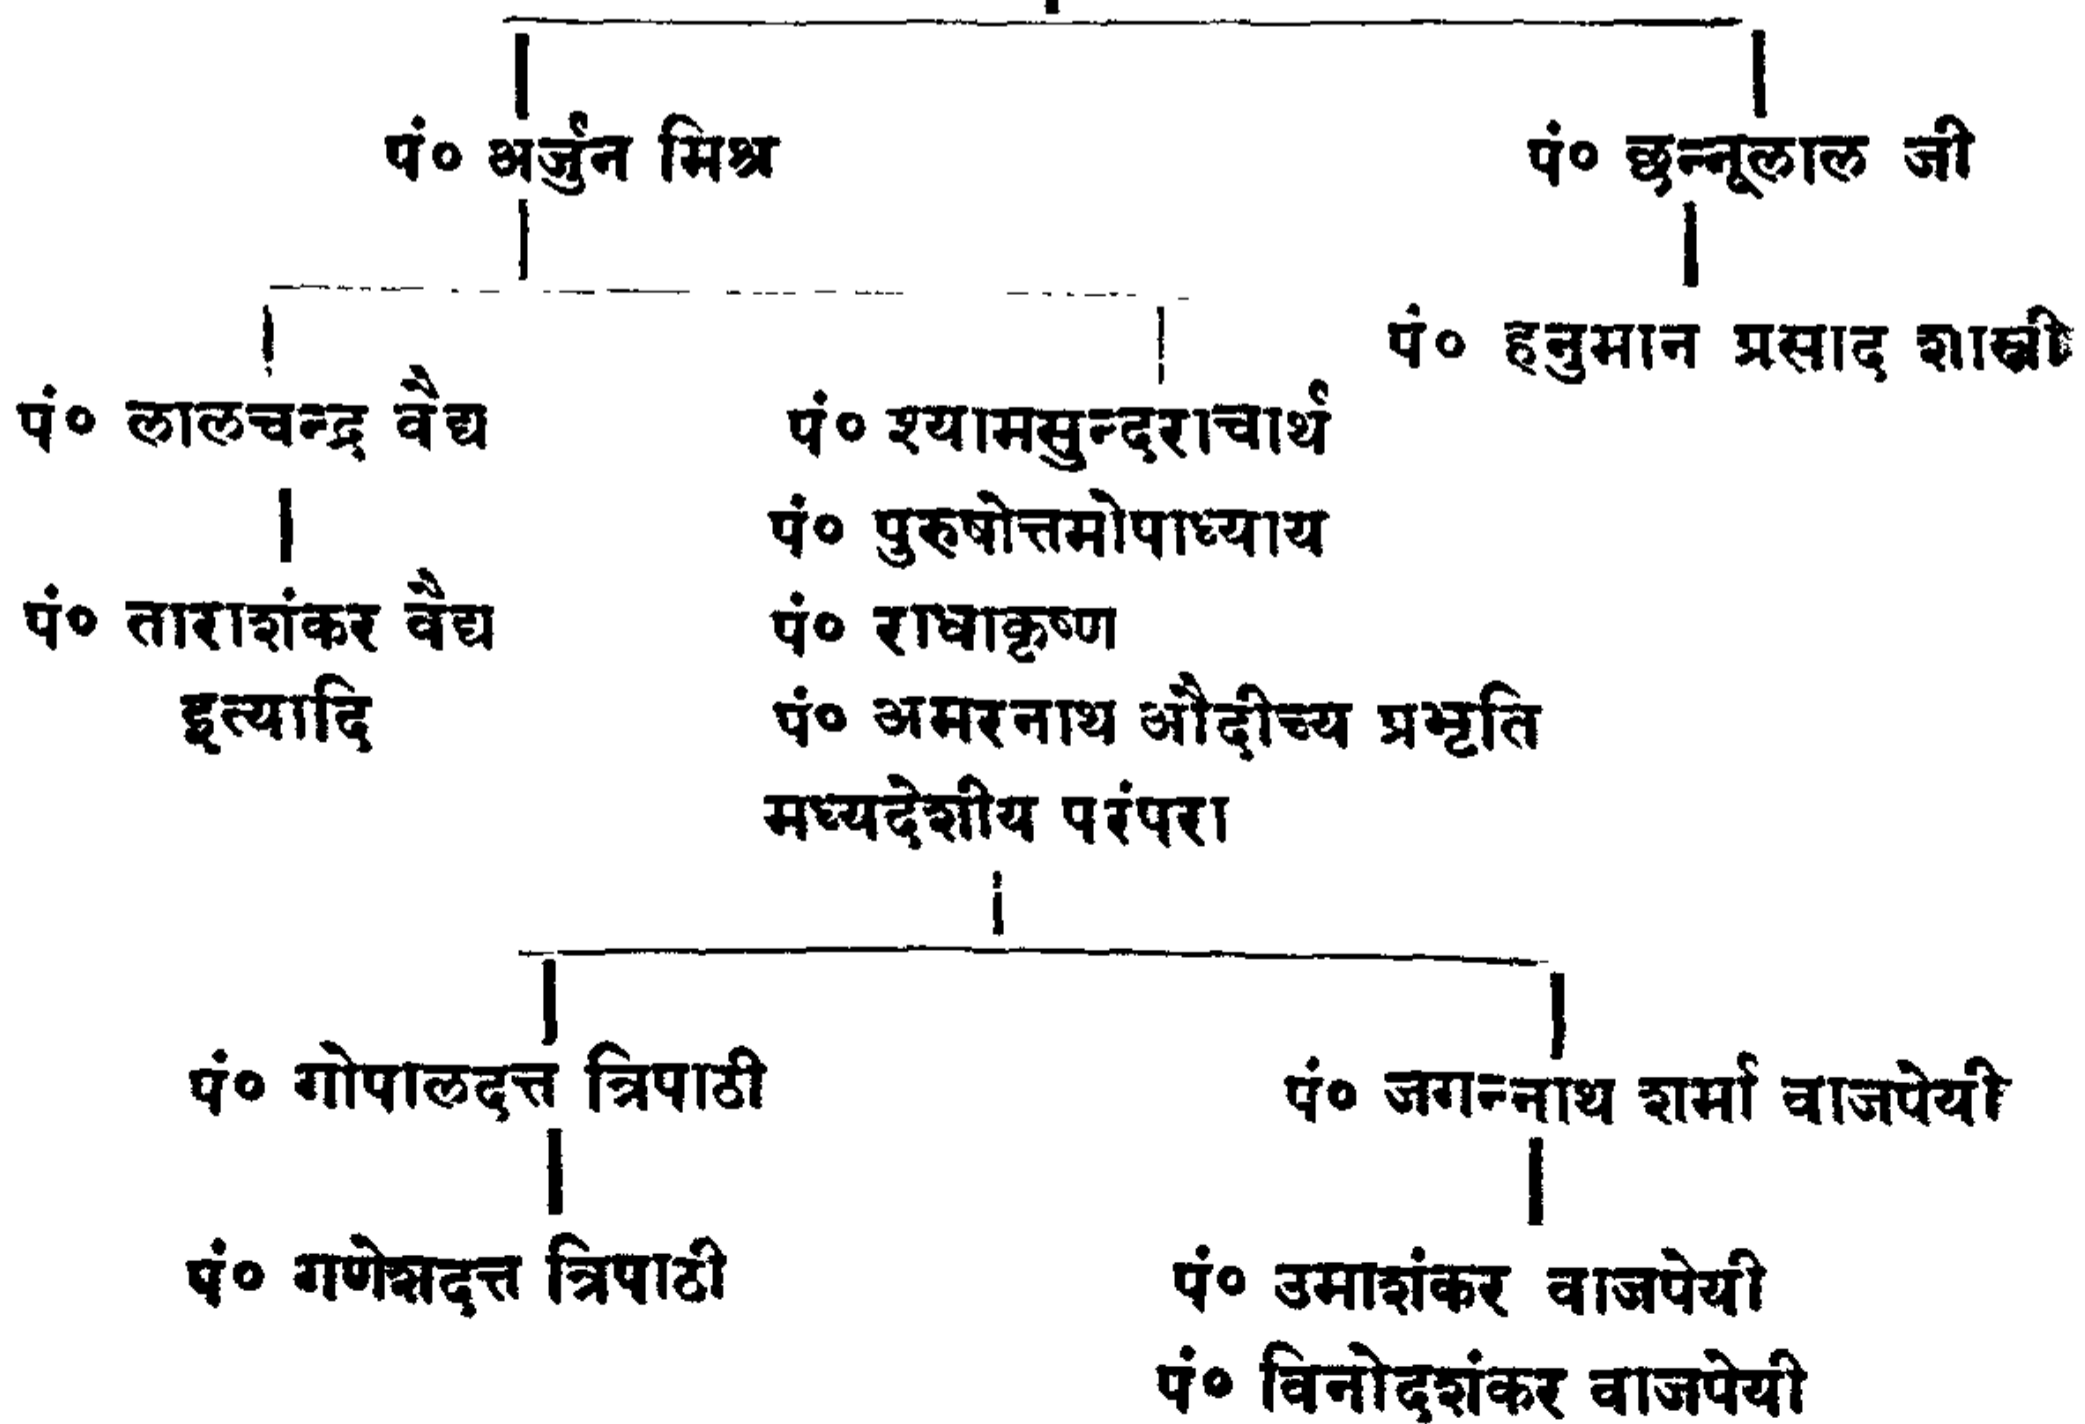 पं० अर्जुन मिश्र
पं० छन्नूलाल जी
पं० हनुमान प्रसाद शास्त्री
पं० लालचन्द्र वैद्य
पं० श्यामसुन्दराचार्य
पं० पुरुषोत्तमोपाध्याय
पं० ताराशंकर वैद्य
पं० राधाकृष्ण
इत्यादि
पं० अमरनाथ औदीच्य प्रभृति
मध्यदेशीय परंपरा
पं० गोपालदत्त त्रिपाठी
पं० जगन्नाथ शर्मा वाजपेयी
पं० गणेशदत्त त्रिपाठी
पं० उमाशंकर वाजपेयी
पं० विनोदशंकर वाजपेयी